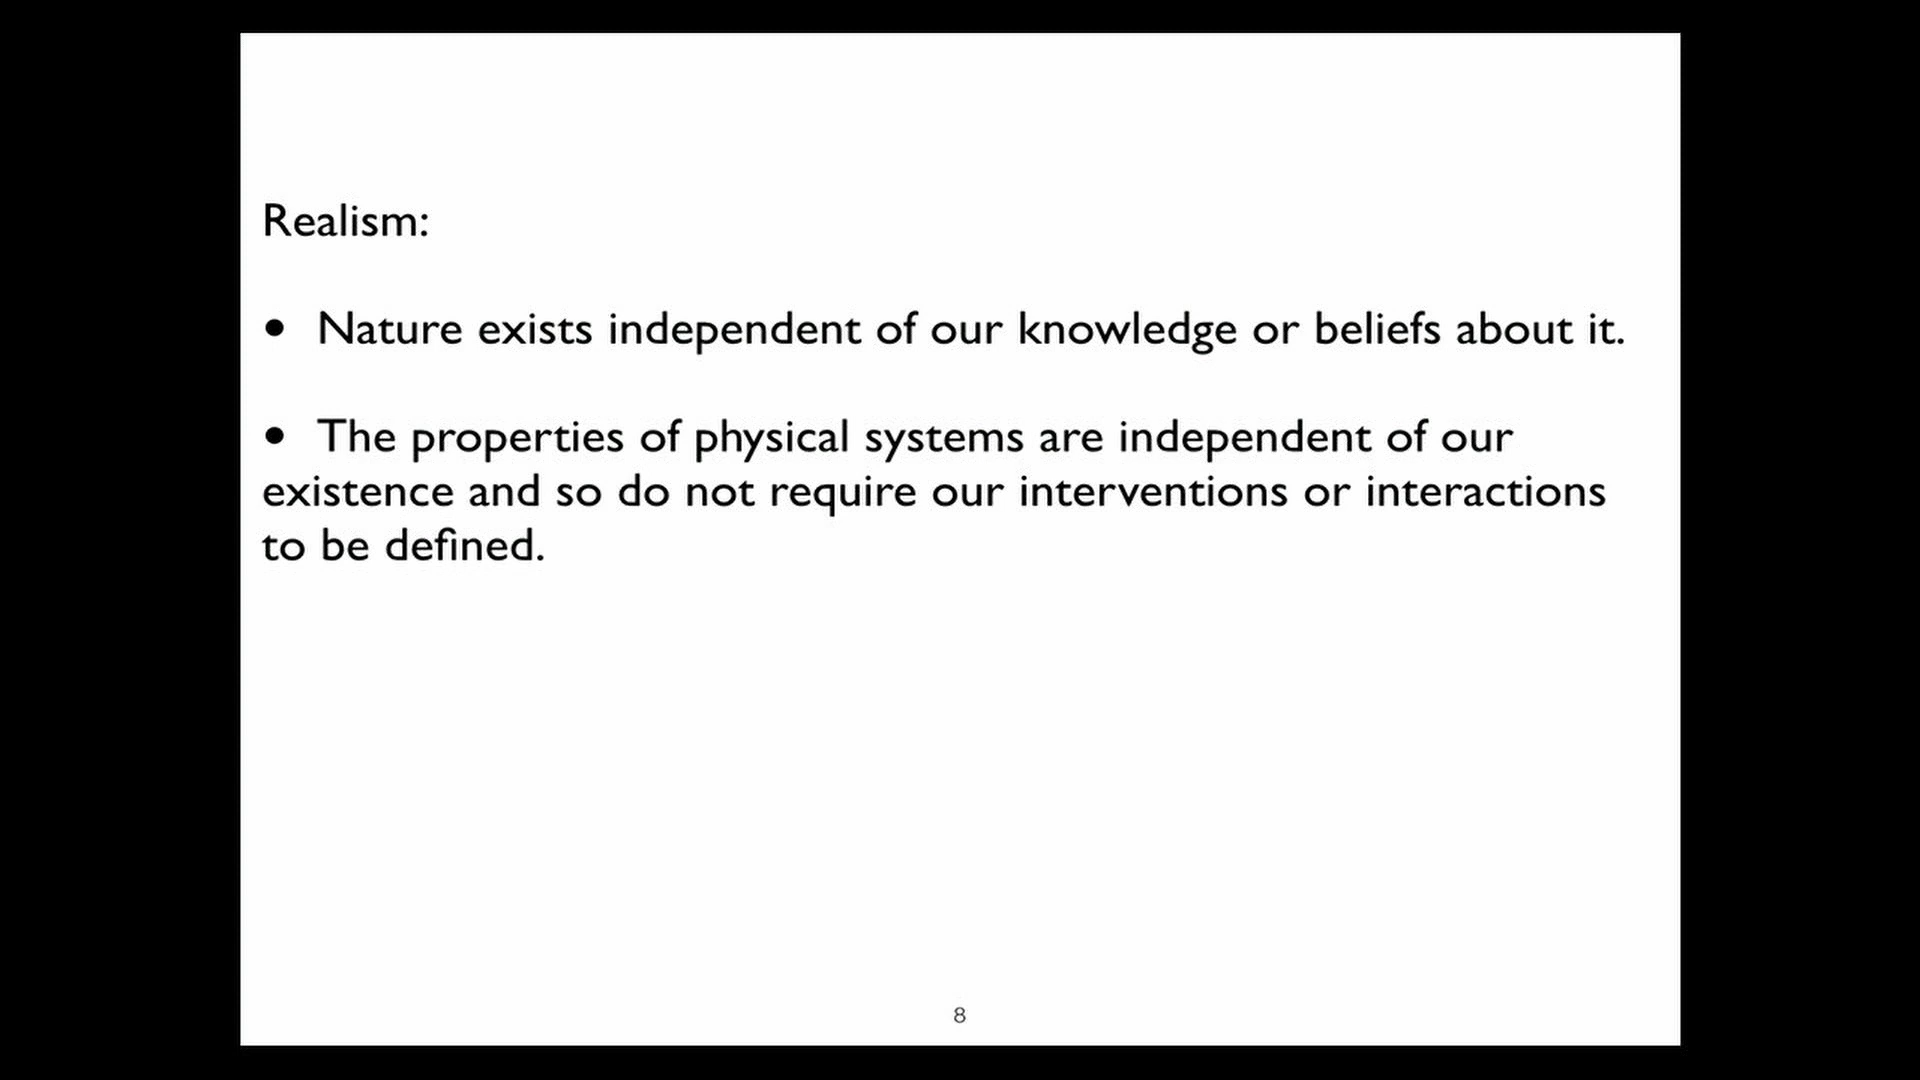 Realism:
• Nature exists independent of our knowledge or beliefs about it.
• The properties of physical systems are independent of our
existence and so do not require our interventions or interactions
to be defined.
8